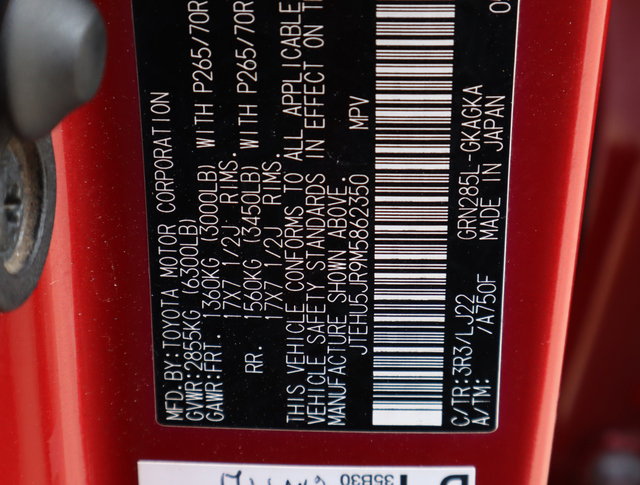 MFD.BY:TOYOTA MOTOR CORPORATION
GVWR:2855KG (6300LB)
GAWR:FRT. 1360KG (3000LB) WITH P265/70R
17X7 1/2J RIMS.
RR. 1560KG (3450LB) WITH P265/70R
17X7 1/2J RIMS.
THIS VEHICLE CONFORMS TO ALL APPLICABLE
VEHICLE SAFETY STANDARDS IN EFFECT ON
MANUFACTURE SHOWN ABOVE.
JTEHU5JR9M5862350 MPV
C/TR:3R3/LJ22 GRN285L-GKAGKA
A/TM: /A750F MADE IN JAPAN
35B30